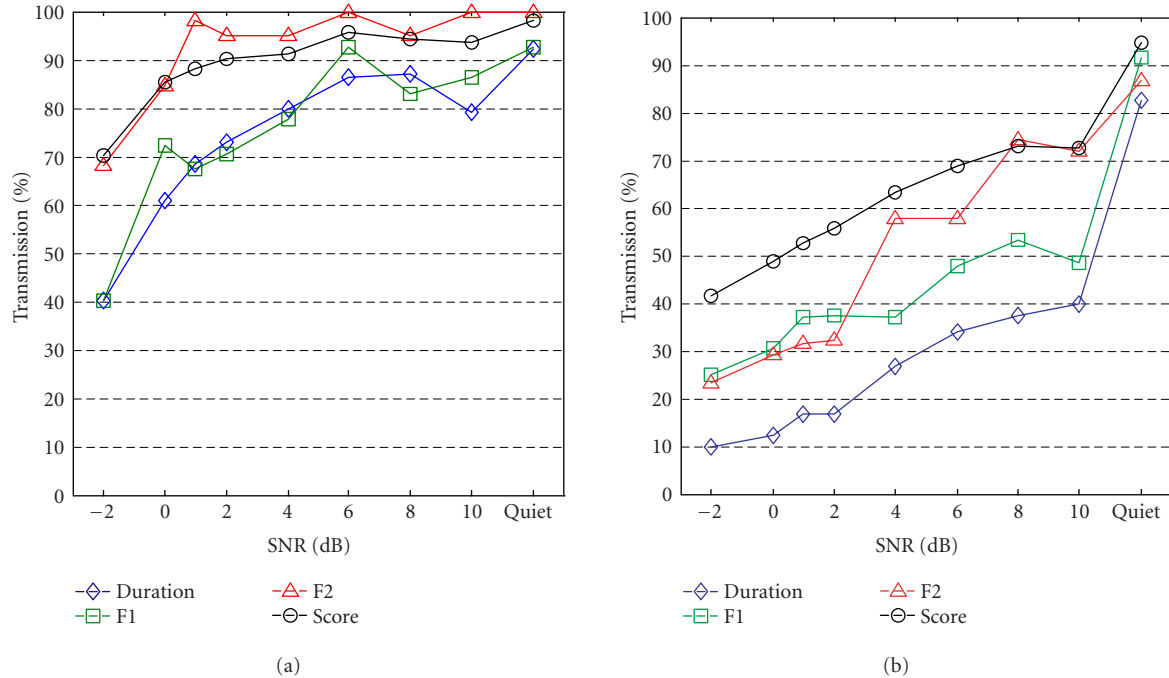 100
90
80
70
60
50
40
30
20
10
0
Transmission (%)
−2 0 2 4 6 8 10 Quiet
SNR (dB)
Duration F2
F1 Score
(a)
100
90
80
70
60
50
40
30
20
10
0
Transmission (%)
−2 0 2 4 6 8 10 Quiet
SNR (dB)
Duration F2
F1 Score
(b)